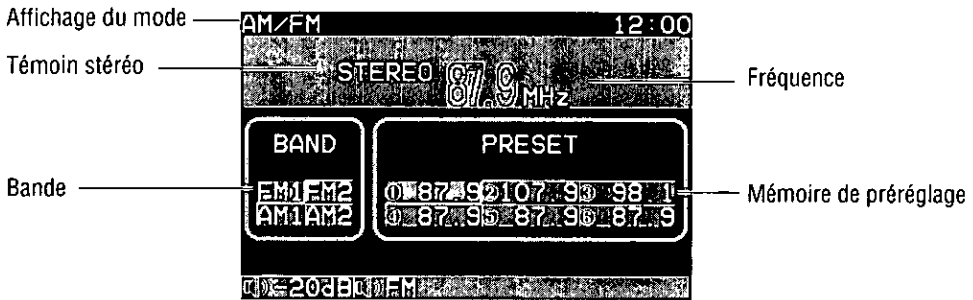 Affichage du mode
AM/FM 12:00
Témoin stéréo
STEREO 87.9 MHz
Fréquence
BAND
PRESET
Bande
FM1 FM2
① 87.9 ② 107.9 ③ 98.1
Mémoire de préréglage
AM1 AM2
④ 87.9 ⑤ 87.9 ⑥ 87.9
-20dB FM